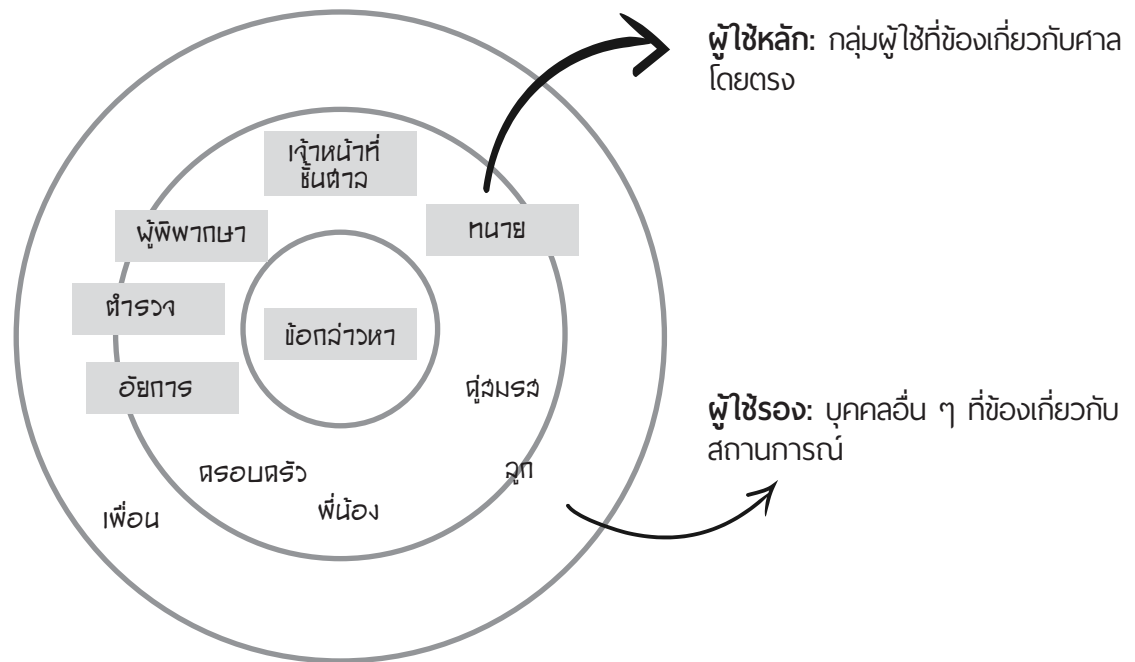 ผู้ใช้หลัก: กลุ่มผู้ใช้ที่ข้องเกี่ยวกับศาล
โดยตรง
เจ้าหน้าที่
ชั้นศาล
ผู้พิพากษา
ทนาย
ตำรวจ
ข้อกล่าวหา
อัยการ
คู่สมรส
ผู้ใช้รอง: บุคคลอื่น ๆ ที่ข้องเกี่ยวกับ
สถานการณ์
ครอบครัว
ลูก
เพื่อน
พี่น้อง